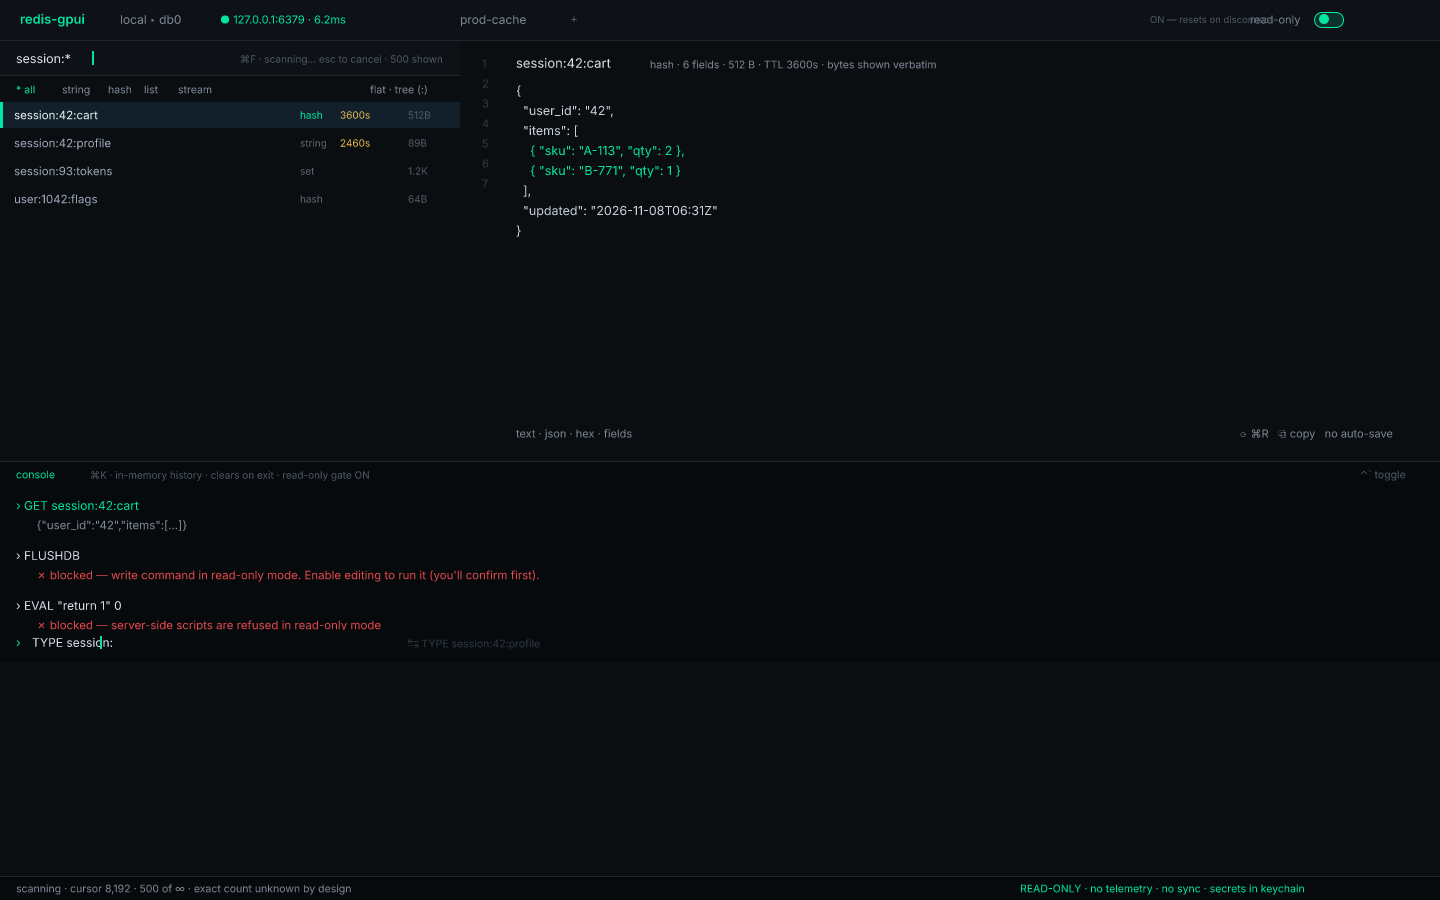 redis-gpui local • db0 127.0.0.1:6379 · 6.2ms prod-cache + ON — resets on read-only
session:* ⌘F · scanning... esc to cancel · 500 shown
* all string hash list stream flat · tree (:)
session:42:cart hash 3600s 512B
session:42:profile string 2460s 89B
session:93:tokens set 1.2K
user:1042:flags hash 64B
session:42:cart hash · 6 fields · 512 B · TTL 3600s · bytes shown verbatim
1 {
2 "user_id": "42",
3 "items": [
4 { "sku": "A-113", "qty": 2 },
5 { "sku": "B-771", "qty": 1 }
6 ],
7 "updated": "2026-11-08T06:31Z"
}
text · json · hex · fields ⟳ ⌘R ⧉ copy no auto-save
console ⌘K · in-memory history · clears on exit · read-only gate ON ^` toggle
› GET session:42:cart
{"user_id":"42","items":[...]}
› FLUSHDB
× blocked — write command in read-only mode. Enable editing to run it (you'll confirm first).
› EVAL "return 1" 0
× blocked — server-side scripts are refused in read-only mode
› TYPE session: ↹ TYPE session:42:profile
scanning · cursor 8,192 · 500 of ∞ · exact count unknown by design READ-ONLY · no telemetry · no sync · secrets in keychain